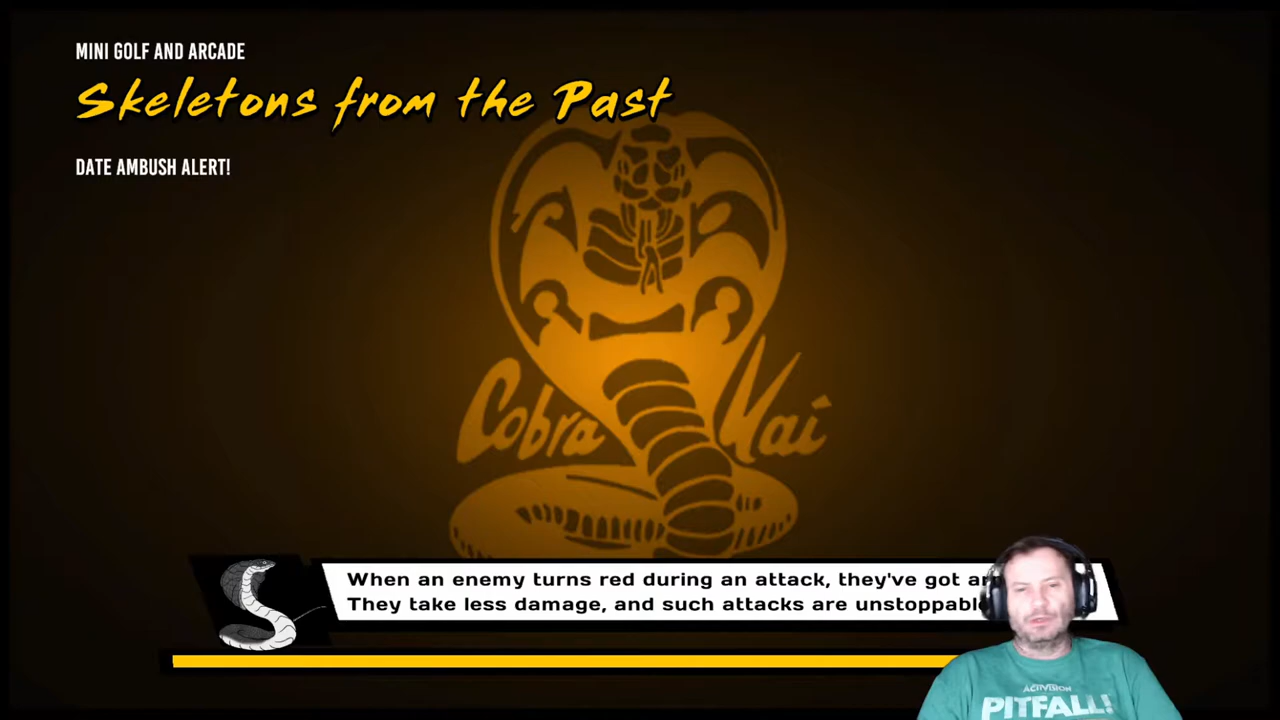 MINI GOLF AND ARCADE
Skeletons from the Past
DATE AMBUSH ALERT!
Cobra Kai
When an enemy turns red during an attack, they've got
They take less damage, and such attacks are unstoppable
ACTIVISION
PITFALL!